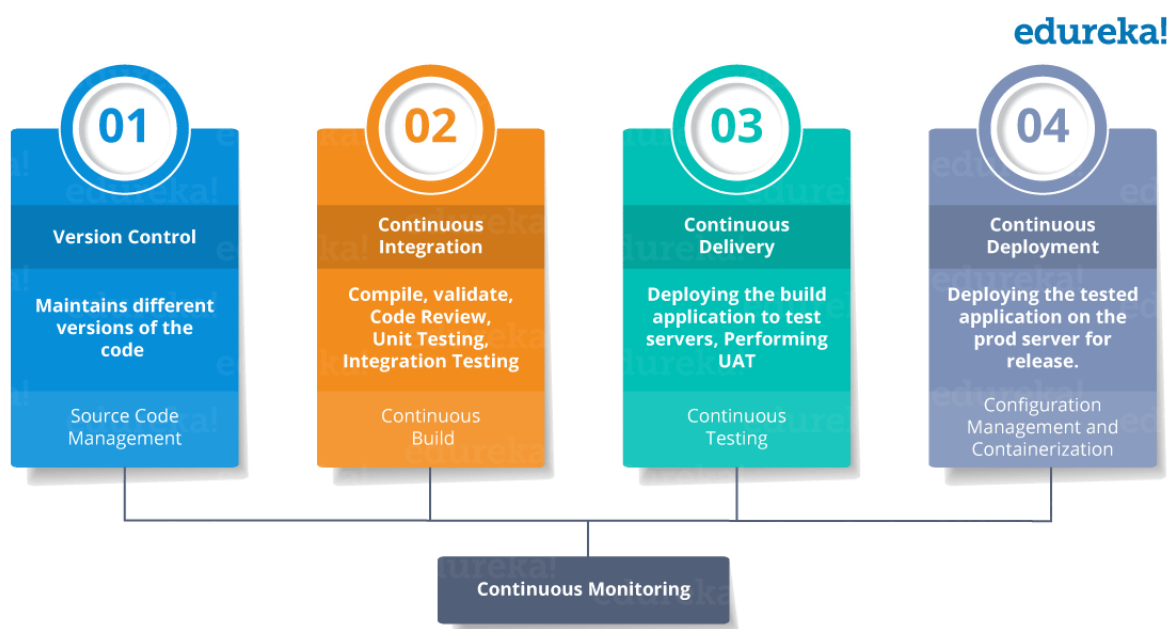 edureka!
01
Version Control
Maintains different
versions of the
code
Source Code
Management
02
Continuous
Integration
Compile, validate,
Code Review,
Unit Testing,
Integration Testing
Continuous
Build
03
Continuous
Delivery
Deploying the build
application to test
servers, Performing
UAT
Continuous
Testing
04
Continuous
Deployment
Deploying the tested
application on the
prod server for
release.
Configuration
Management and
Containerization
Continuous Monitoring